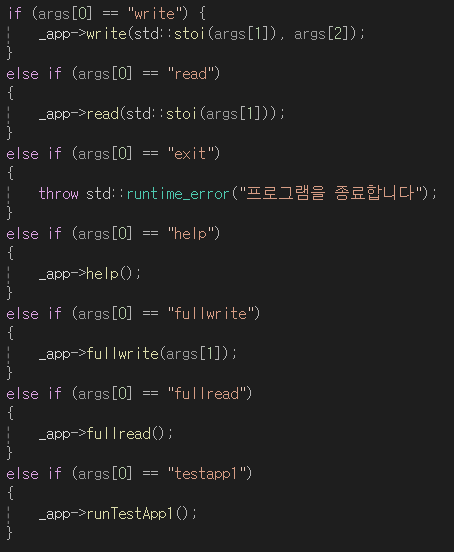 if (args[0] == "write") {
    _app->write(std::stoi(args[1]), args[2]);
}
else if (args[0] == "read")
{
    _app->read(std::stoi(args[1]));
}
else if (args[0] == "exit")
{
    throw std::runtime_error("프로그램을 종료합니다");
}
else if (args[0] == "help")
{
    _app->help();
}
else if (args[0] == "fullwrite")
{
    _app->fullwrite(args[1]);
}
else if (args[0] == "fullread")
{
    _app->fullread();
}
else if (args[0] == "testapp1")
{
    _app->runTestApp1();
}